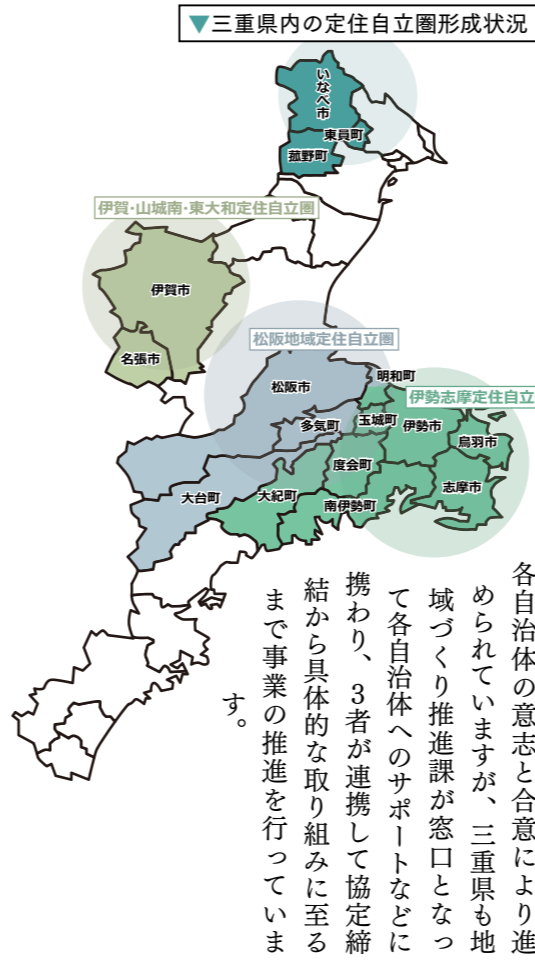 ▼三重県内の定住自立圏形成状況
いなべ市
東員町
菰野町
伊賀・山城南・東大和定住自立圏
伊賀市
名張市
松阪地域定住自立圏
松阪市
明和町
伊勢志摩定住自立
多気町
玉城町
伊勢市
鳥羽市
度会町
志摩市
大台町
大紀町
南伊勢町
各自治体の意志と合意により進
められていますが、三重県も地
域づくり推進課が窓口となっ
て各自治体へのサポートなどに
携わり、3者が連携して協定締
結から具体的な取り組みに至る
まで事業の推進を行っていま
す。